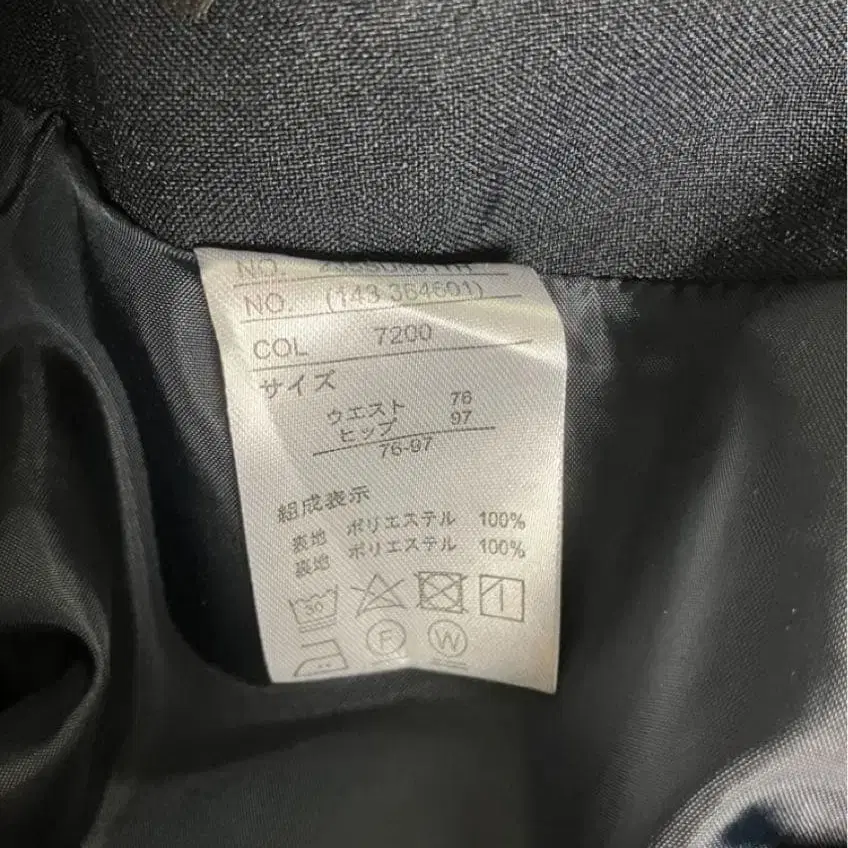 NO.
NO. (143 364601)
COL 7200
サイズ
ウエスト 76
ヒップ 97
76-97
組成表示
表地 ポリエステル 100%
裏地 ポリエステル 100%
30
F W